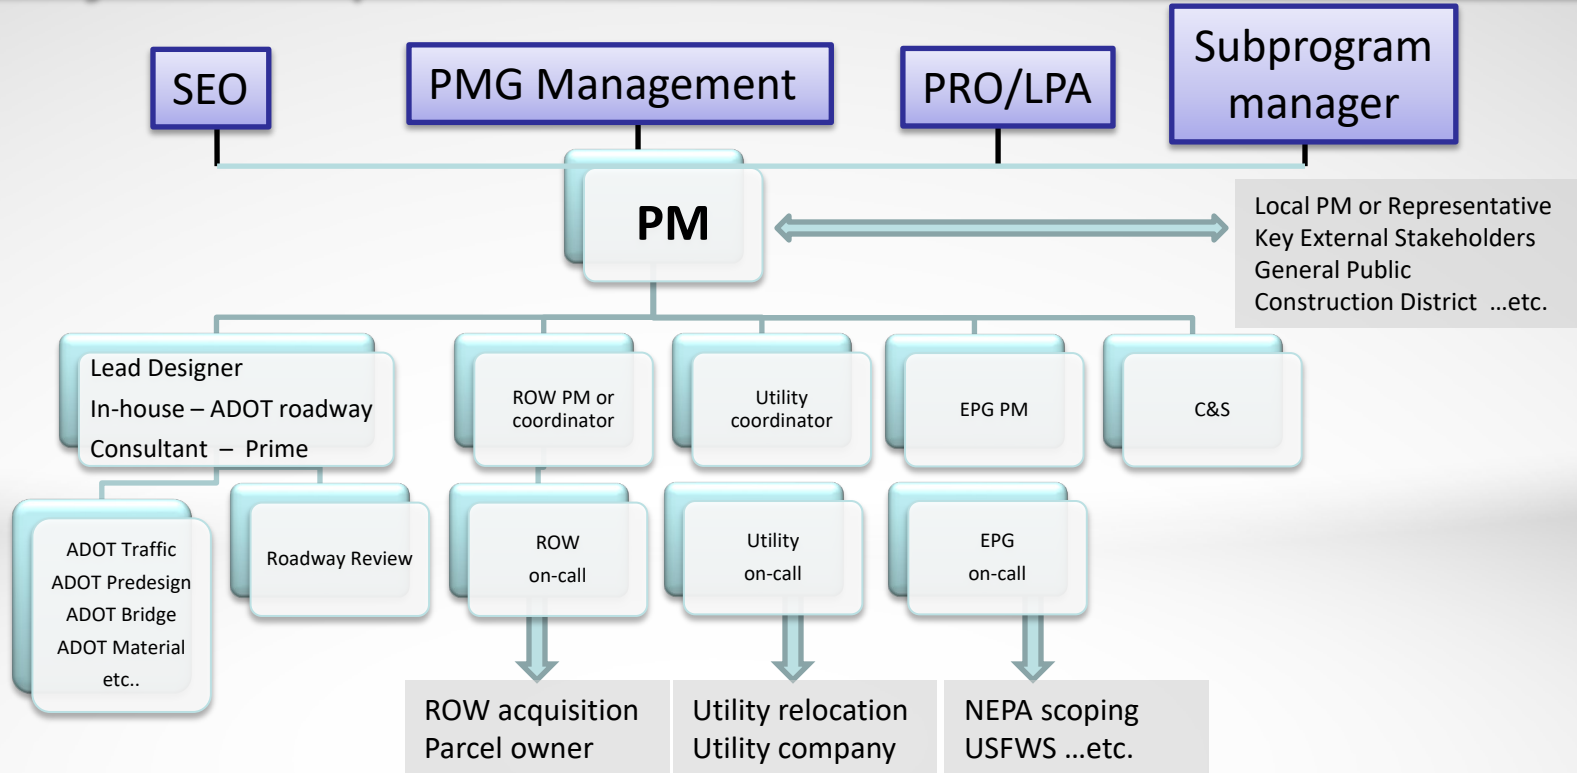 SEO
PMG Management
PRO/LPA
Subprogram
manager
PM
Local PM or Representative
Key External Stakeholders
General Public
Construction District ...etc.
Lead Designer
In-house – ADOT roadway
Consultant – Prime
ROW PM or
coordinator
Utility
coordinator
EPG PM
C&S
ADOT Traffic
ADOT Predesign
ADOT Bridge
ADOT Material
etc..
Roadway Review
ROW
on-call
Utility
on-call
EPG
on-call
ROW acquisition
Parcel owner
Utility relocation
Utility company
NEPA scoping
USFWS ...etc.